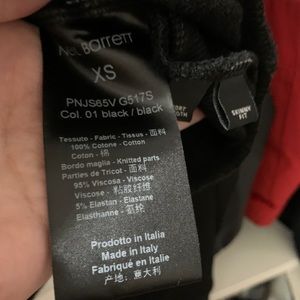 Neil Barrett
XS
PNJS65V G517S
Col. 01 black / black
Tessuto - Fabric - Tissus - 面料
100% Cotone - Cotton
Coton - 棉
Bordo maglia - Knitted parts
Parties de Tricot - 面料
95% Viscosa - Viscose
Viscose - 粘胶纤维
5% Elastan - Elastane
Elasthanne - 氨纶
Prodotto in Italia
Made in Italy
Fabriqué en Italie
产地: 意大利
SKINNY
FIT